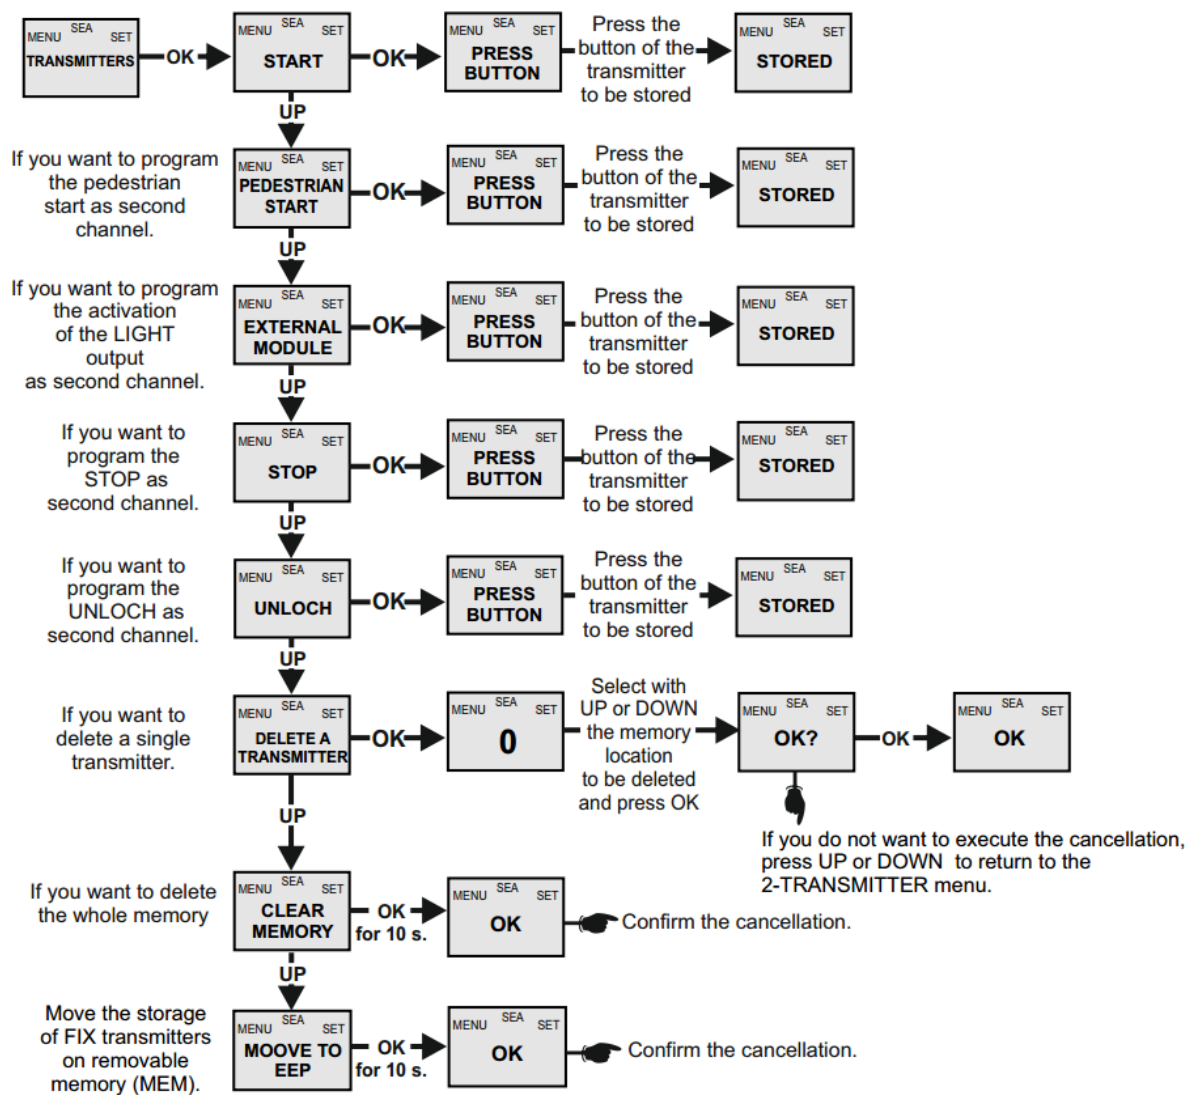 MENU SEA SET
TRANSMITTERS
OK
MENU SEA SET
START
OK
MENU SEA SET
PRESS
BUTTON
Press the
button of the
transmitter
to be stored
MENU SEA SET
STORED
UP
If you want to program
the pedestrian
start as second
channel.
MENU SEA SET
PEDESTRIAN
START
OK
MENU SEA SET
PRESS
BUTTON
Press the
button of the
transmitter
to be stored
MENU SEA SET
STORED
UP
If you want to program
the activation
of the LIGHT
output
as second channel.
MENU SEA SET
EXTERNAL
MODULE
OK
MENU SEA SET
PRESS
BUTTON
Press the
button of the
transmitter
to be stored
MENU SEA SET
STORED
UP
If you want to
program the
STOP as
second channel.
MENU SEA SET
STOP
OK
MENU SEA SET
PRESS
BUTTON
Press the
button of the
transmitter
to be stored
MENU SEA SET
STORED
UP
If you want to
program the
UNLOCH as
second channel.
MENU SEA SET
UNLOCH
OK
MENU SEA SET
PRESS
BUTTON
Press the
button of the
transmitter
to be stored
MENU SEA SET
STORED
UP
If you want to
delete a single
transmitter.
MENU SEA SET
DELETE A
TRANSMITTER
OK
MENU SEA SET
0
Select with
UP or DOWN
the memory
location
to be deleted
and press OK
MENU SEA SET
OK?
OK
MENU SEA SET
OK
If you do not want to execute the cancellation,
press UP or DOWN to return to the
2-TRANSMITTER menu.
UP
If you want to delete
the whole memory
MENU SEA SET
CLEAR
MEMORY
OK
for 10 s.
MENU SEA SET
OK
Confirm the cancellation.
UP
Move the storage
of FIX transmitters
on removable
memory (MEM).
MENU SEA SET
MOOVE TO
EEP
OK
for 10 s.
MENU SEA SET
OK
Confirm the cancellation.